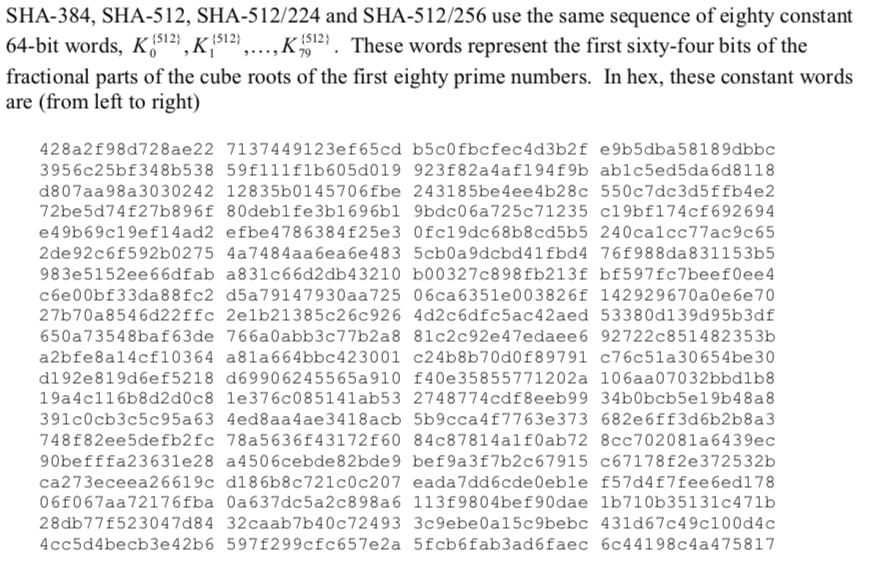 SHA-384, SHA-512, SHA-512/224 and SHA-512/256 use the same sequence of eighty constant
64-bit words, K₀^{512}, K₁^{512},…, K₇₉^{512}. These words represent the first sixty-four bits of the
fractional parts of the cube roots of the first eighty prime numbers. In hex, these constant words
are (from left to right)
428a2f98d728ae22 7137449123ef65cd b5c0fbcfec4d3b2f e9b5dba58189dbbc
3956c25bf348b538 59f111f1b605d019 923f82a4af194f9b ab1c5ed5da6d8118
d807aa98a3030242 12835b0145706fbe 243185be4ee4b28c 550c7dc3d5ffb4e2
72be5d74f27b896f 80deb1fe3b1696b1 9bdc06a725c71235 c19bf174cf692694
e49b69c19ef14ad2 efbe4786384f25e3 0fc19dc68b8cd5b5 240ca1cc77ac9c65
2de92c6f592b0275 4a7484aa6ea6e483 5cb0a9dcbd41fbd4 76f988da831153b5
983e5152ee66dfab a831c66d2db43210 b00327c898fb213f bf597fc7beef0ee4
c6e00bf33da88fc2 d5a79147930aa725 06ca6351e003826f 142929670a0e6e70
27b70a8546d22ffc 2e1b21385c26c926 4d2c6dfc5ac42aed 53380d139d95b3df
650a73548baf63de 766a0abb3c77b2a8 81c2c92e47edaee6 92722c851482353b
a2bfe8a14cf10364 a81a664bbc423001 c24b8b70d0f89791 c76c51a30654be30
d192e819d6ef5218 d69906245565a910 f40e35855771202a 106aa07032bbd1b8
19a4c116b8d2d0c8 1e376c085141ab53 2748774cdf8eeb99 34b0bcb5e19b48a8
391c0cb3c5c95a63 4ed8aa4ae3418acb 5b9cca4f7763e373 682e6ff3d6b2b8a3
748f82ee5defb2fc 78a5636f43172f60 84c87814a1f0ab72 8cc702081a6439ec
90befffa23631e28 a4506cebde82bde9 bef9a3f7b2c67915 c67178f2e372532b
ca273eceea26619c d186b8c721c0c207 eada7dd6cde0eb1e f57d4f7fee6ed178
06f067aa72176fba 0a637dc5a2c898a6 113f9804bef90dae 1b710b35131c471b
28db77f523047d84 32caab7b40c72493 3c9ebe0a15c9bebc 431d67c49c100d4c
4cc5d4becb3e42b6 597f299cfc657e2a 5fcb6fab3ad6faec 6c44198c4a475817